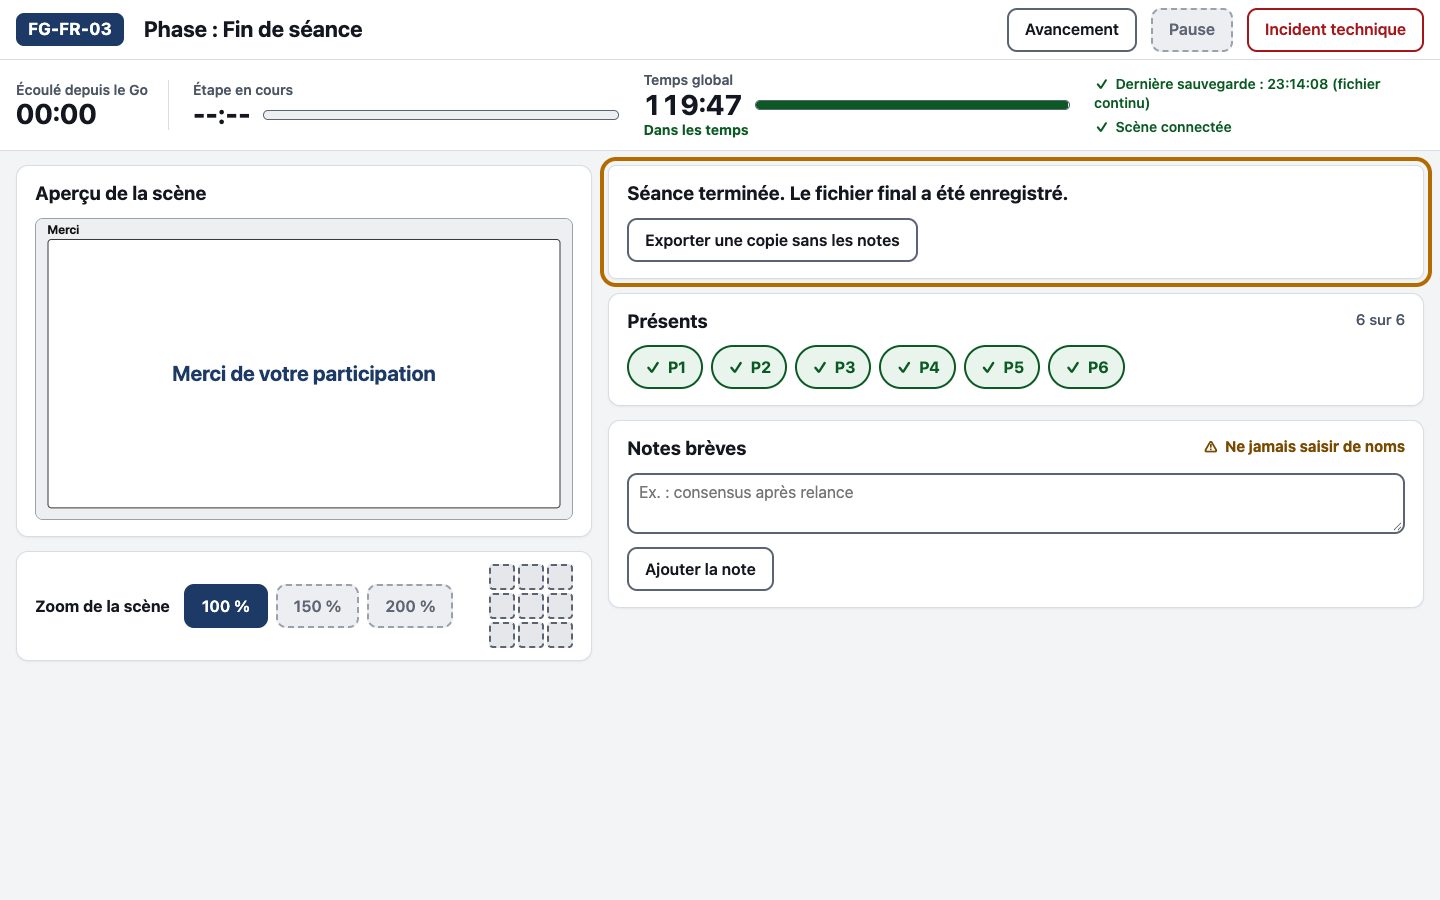 FG-FR-03
Phase : Fin de séance
Avancement
Pause
Incident technique
Écoulé depuis le Go
00:00
Étape en cours
--:--
Temps global
119:47
Dans les temps
✓ Dernière sauvegarde : 23:14:08 (fichier
continu)
✓ Scène connectée
Aperçu de la scène
Merci
Merci de votre participation
Zoom de la scène
100 %
150 %
200 %
Séance terminée. Le fichier final a été enregistré.
Exporter une copie sans les notes
Présents
6 sur 6
✓ P1
✓ P2
✓ P3
✓ P4
✓ P5
✓ P6
Notes brèves
⚠ Ne jamais saisir de noms
Ex. : consensus après relance
Ajouter la note